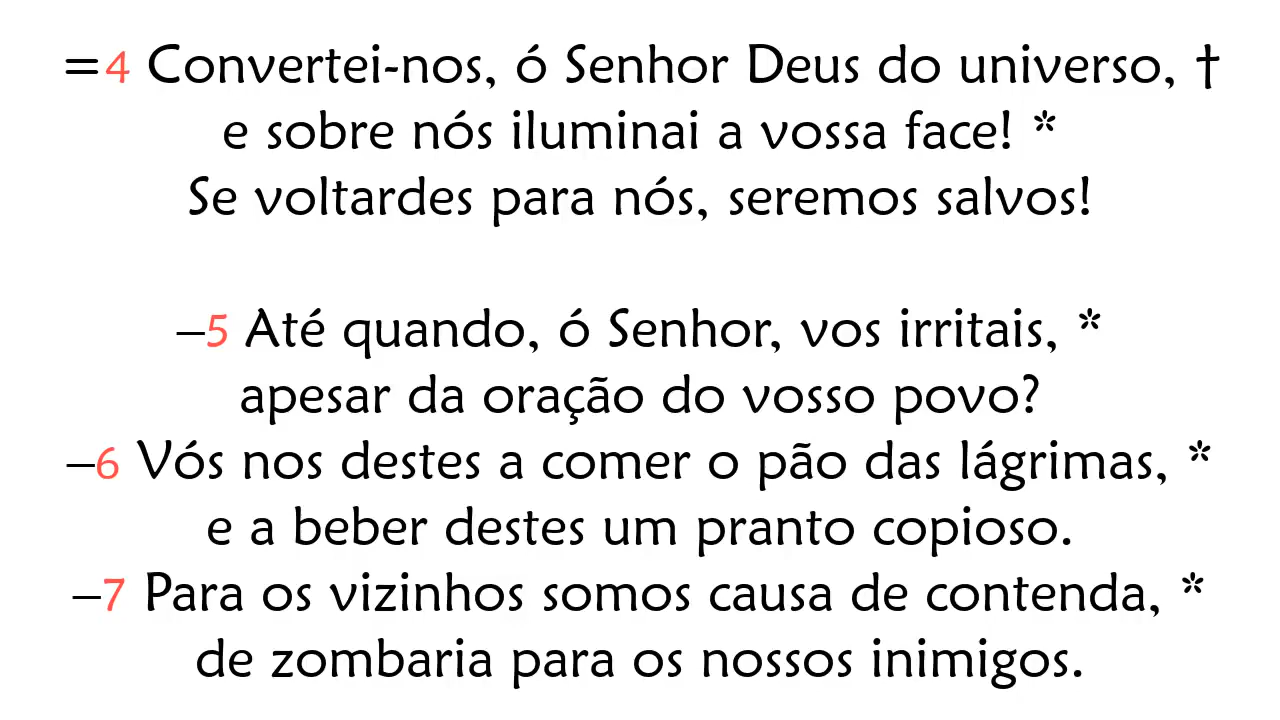 =4 Convertei-nos, ó Senhor Deus do universo, †
e sobre nós iluminai a vossa face! *
Se voltardes para nós, seremos salvos!
–5 Até quando, ó Senhor, vos irritais, *
apesar da oração do vosso povo?
–6 Vós nos destes a comer o pão das lágrimas, *
e a beber destes um pranto copioso.
–7 Para os vizinhos somos causa de contenda, *
de zombaria para os nossos inimigos.